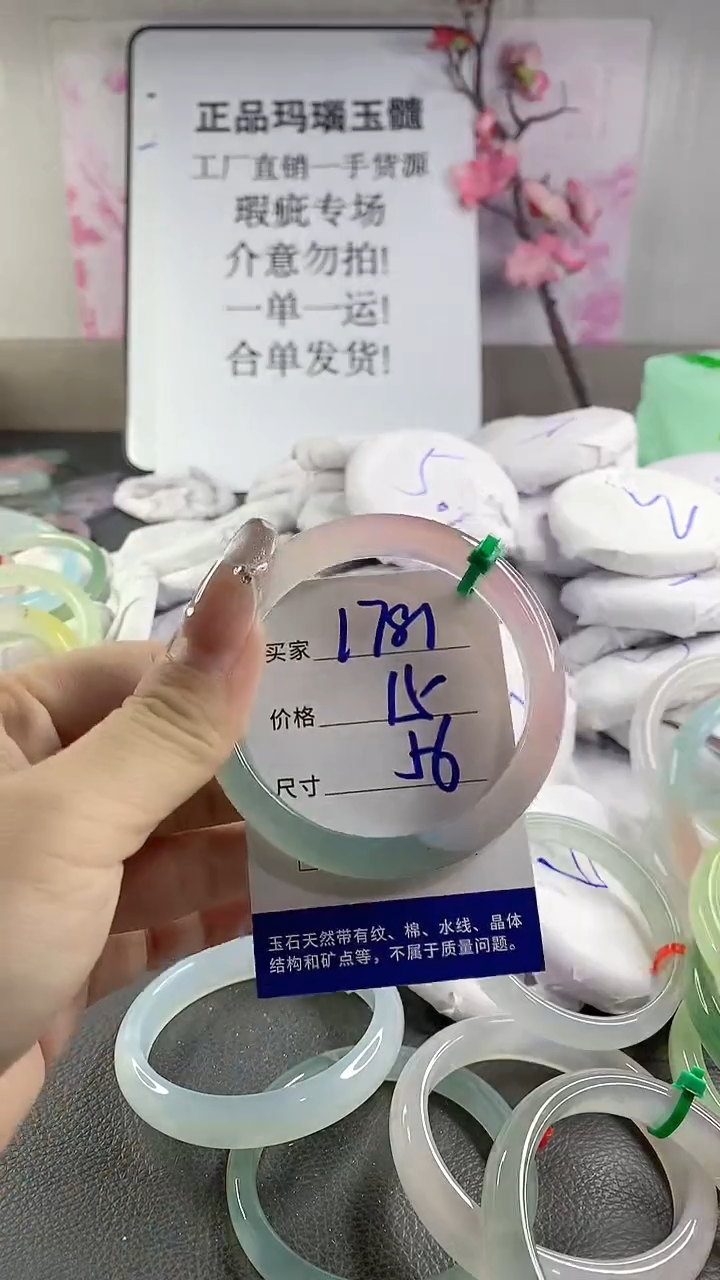 正品玛瑙玉髓
工厂直销一手货源
瑕疵专场
介意勿拍!
一单一运!
合单发货!
5
买家 1781
价格 15
尺寸 56
玉石天然带有纹、棉、水线、晶体
结构和矿点等，不属于质量问题。